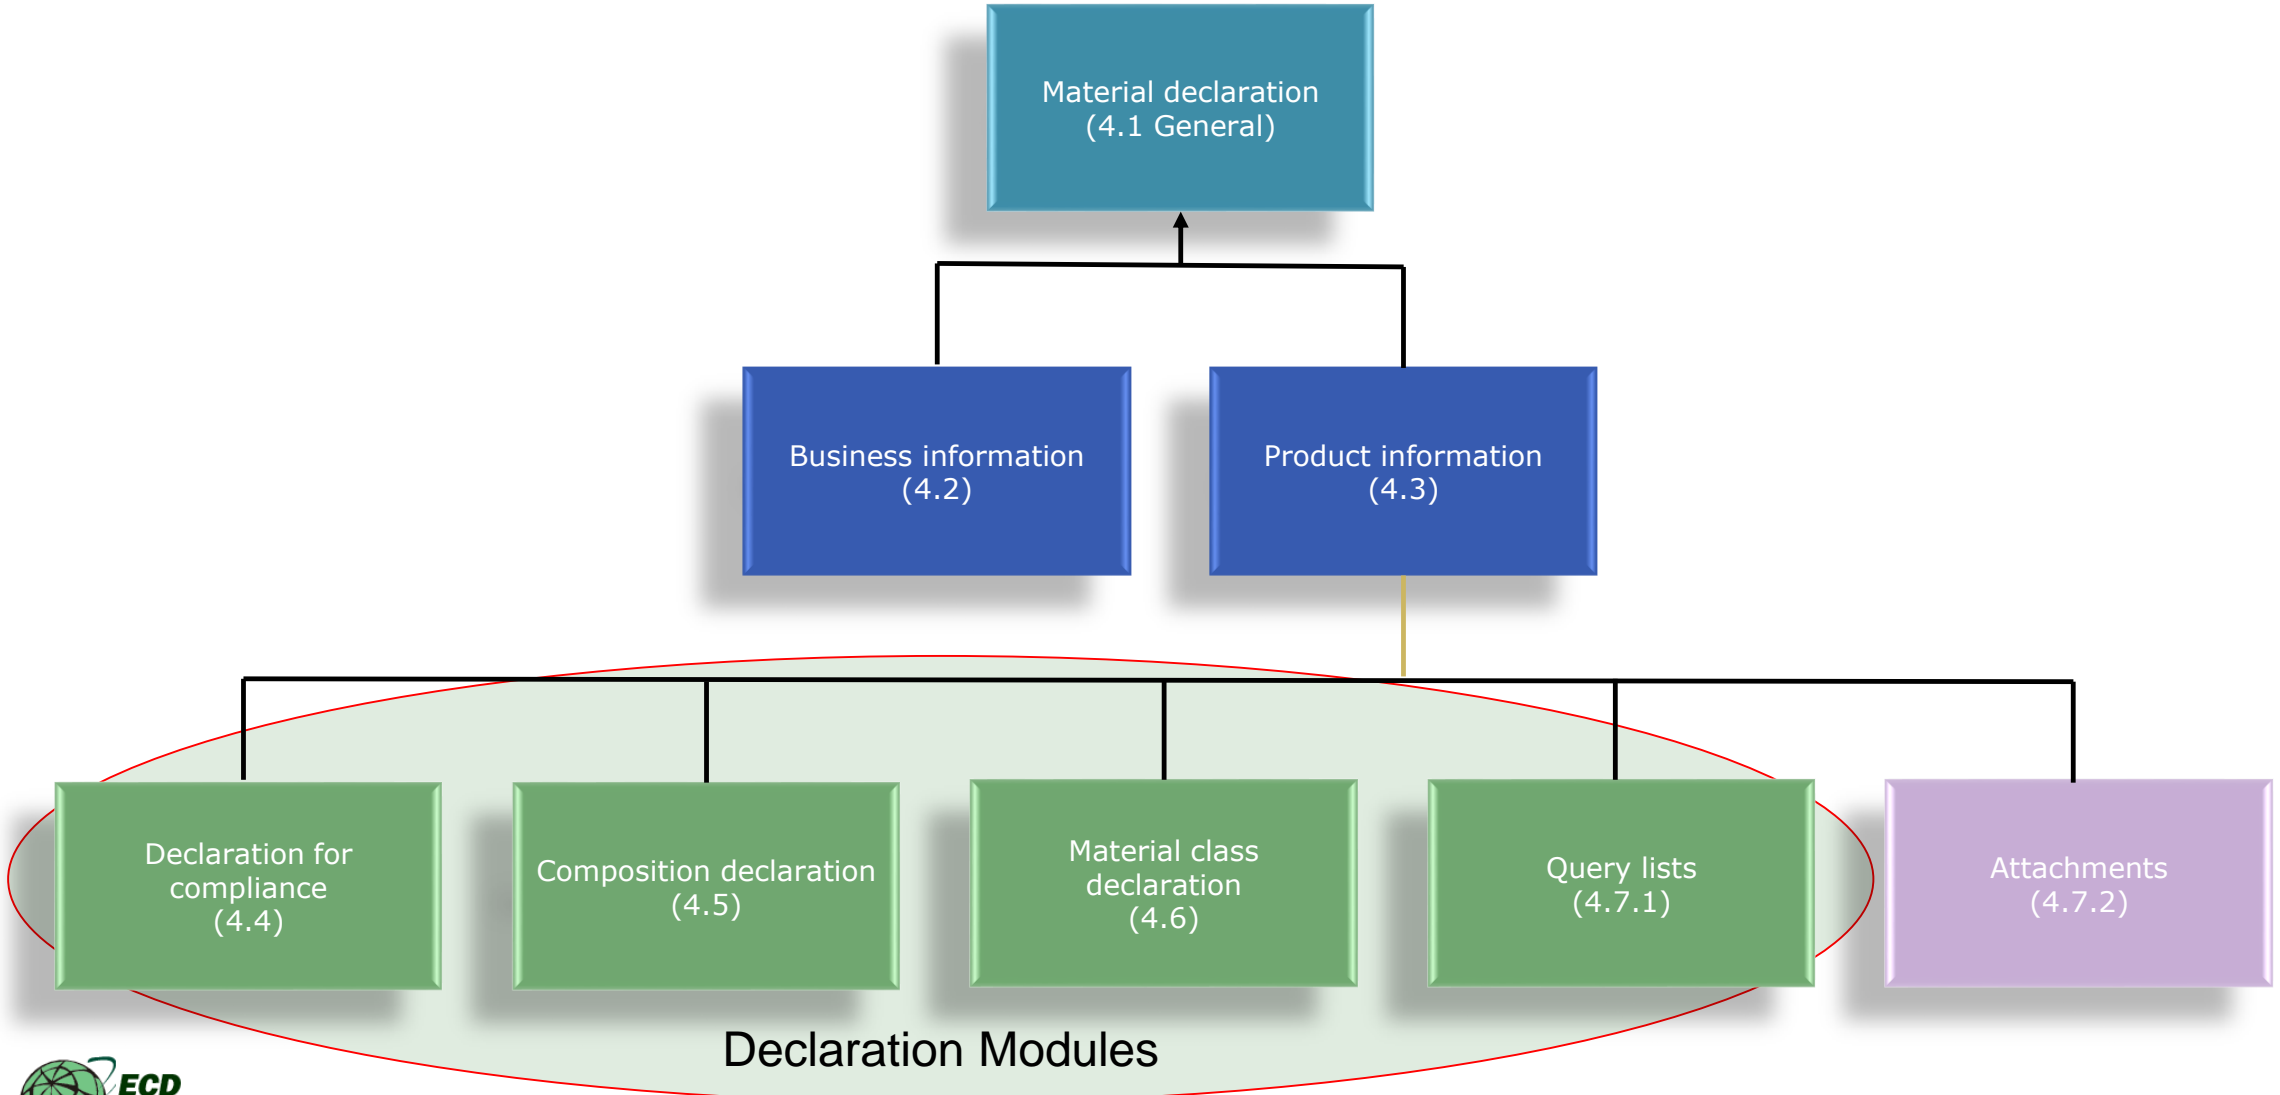 Material declaration
(4.1 General)
Business information
(4.2)
Product information
(4.3)
Declaration for
compliance
(4.4)
Composition declaration
(4.5)
Material class
declaration
(4.6)
Query lists
(4.7.1)
Attachments
(4.7.2)
Declaration Modules
ECD